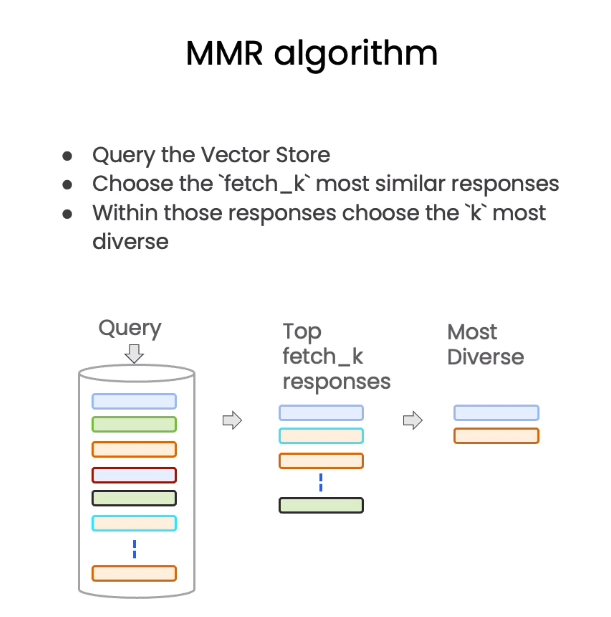 MMR algorithm
● Query the Vector Store
● Choose the `fetch_k` most similar responses
● Within those responses choose the `k` most
diverse
Query
Top
fetch_k
responses
Most
Diverse